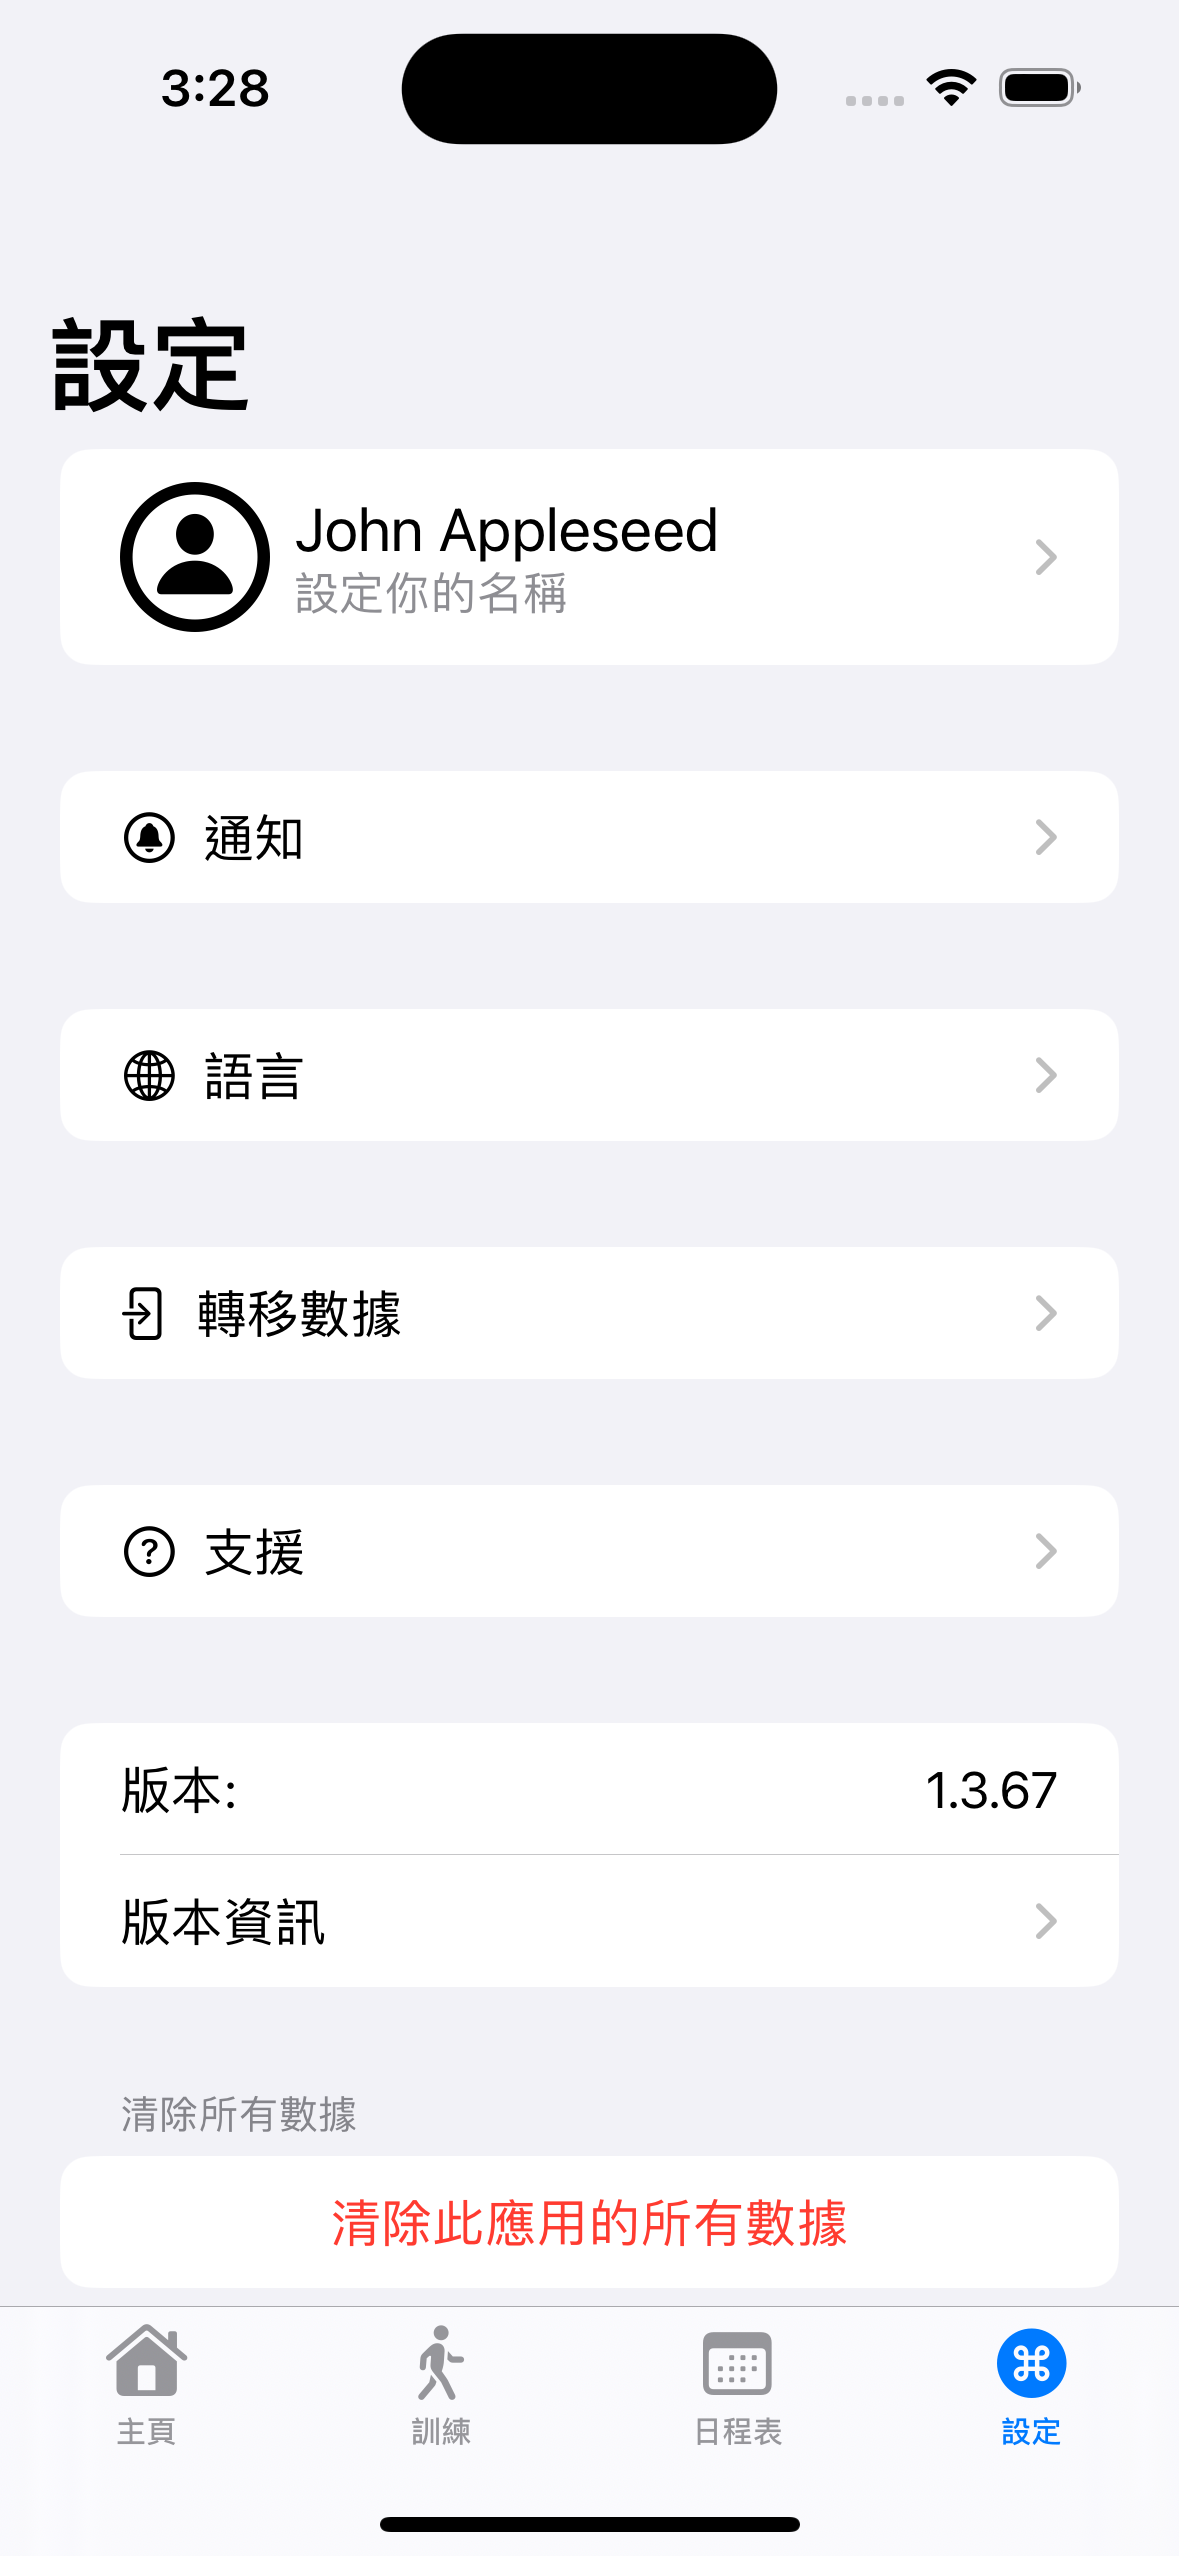 3:28
設定
John Appleseed
設定你的名稱
通知
語言
轉移數據
支援
版本:
1.3.67
版本資訊
清除所有數據
清除此應用的所有數據
主頁
訓練
日程表
設定